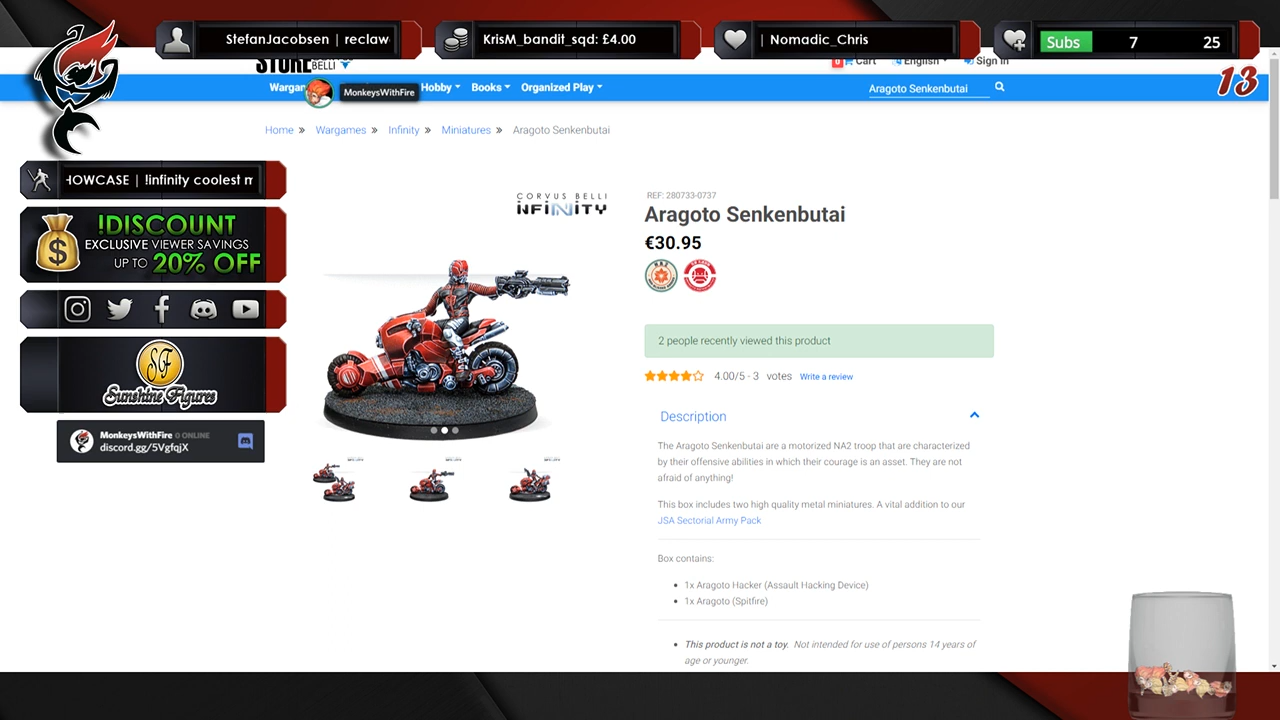 StefanJacobsen | reclaw
KrisM_bandit_sqd: £4.00
| Nomadic_Chris
Subs 7 25
STORE
BELLI
0 Cart English Sign In
13
Wargam
MonkeysWithFire
Hobby Books Organized Play
Aragoto Senkenbutai
Home » Wargames » Infinity » Miniatures » Aragoto Senkenbutai
HOWCASE | !infinity coolest m
!DISCOUNT
EXCLUSIVE VIEWER SAVINGS
UP TO 20% OFF
SF
Sunshine Figures
MonkeysWithFire 0 ONLINE
discord.gg/5VgfqjX
CORVUS BELLI
INFINITY
REF: 280733-0737
Aragoto Senkenbutai
€30.95
2 people recently viewed this product
4.00/5 - 3 votes Write a review
Description
The Aragoto Senkenbutai are a motorized NA2 troop that are characterized
by their offensive abilities in which their courage is an asset. They are not
afraid of anything!
This box includes two high quality metal miniatures. A vital addition to our
JSA Sectorial Army Pack
Box contains:
1x Aragoto Hacker (Assault Hacking Device)
1x Aragoto (Spitfire)
This product is not a toy. Not intended for use of persons 14 years of
age or younger.